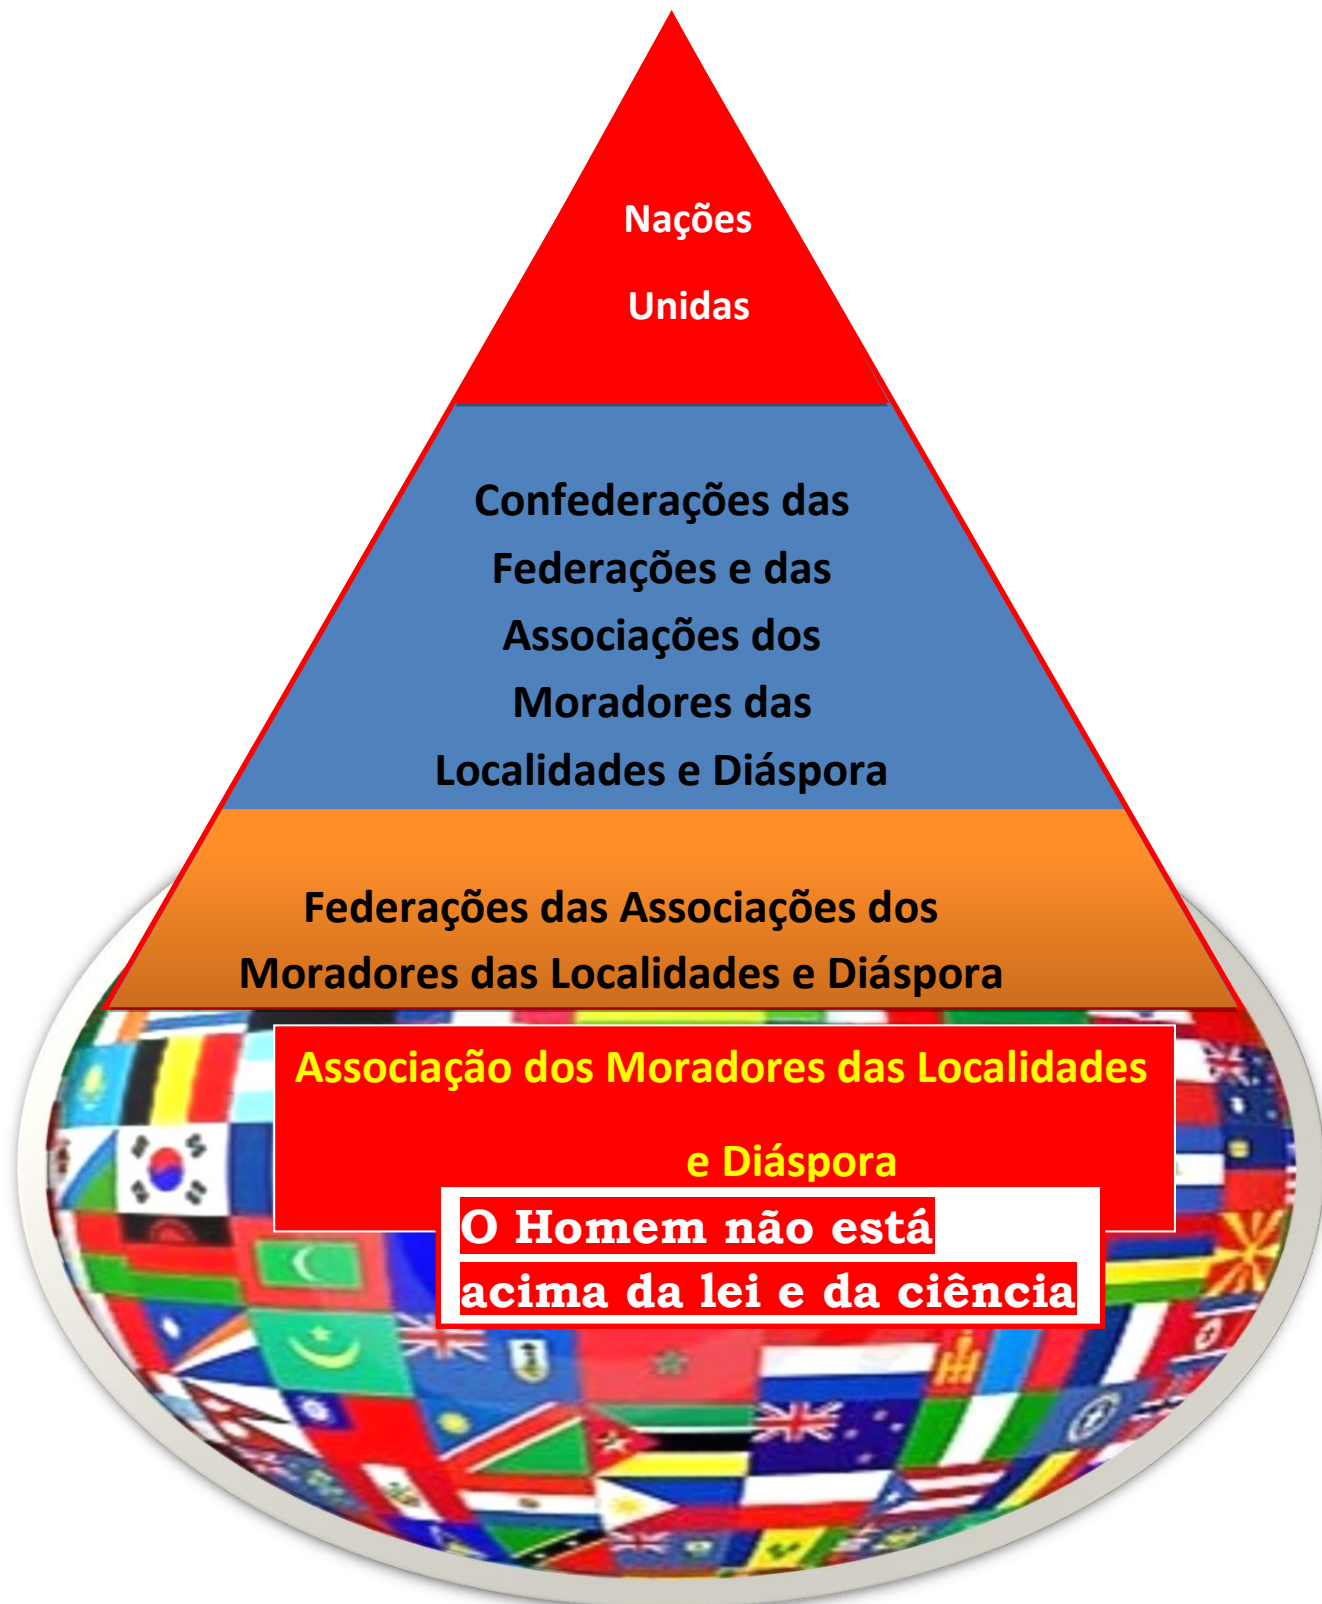 Nações
Unidas
Confederações das
Federações e das
Associações dos
Moradores das
Localidades e Diáspora
Federações das Associações dos
Moradores das Localidades e Diáspora
Associação dos Moradores das Localidades
e Diáspora
O Homem não está
acima da lei e da ciência